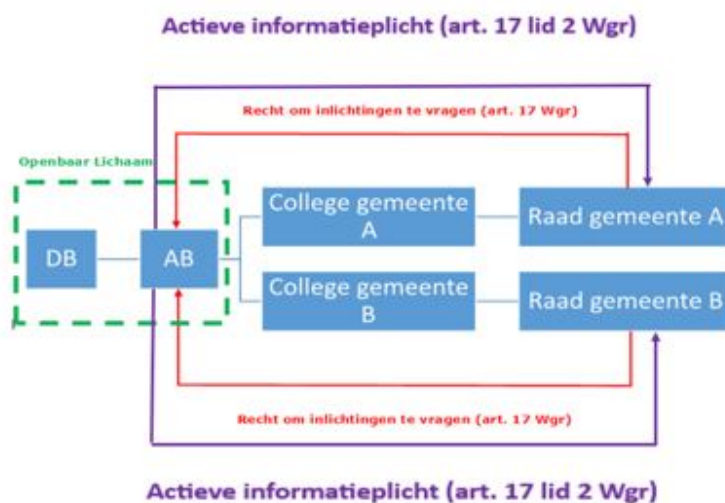 Actieve informatieplicht (art. 17 lid 2 Wgr)
Recht om inlichtingen te vragen (art. 17 Wgr)
Openbaar Lichaam
DB
AB
College gemeente
A
Raad gemeente A
College gemeente
B
Raad gemeente B
Recht om inlichtingen te vragen (art. 17 Wgr)
Actieve informatieplicht (art. 17 lid 2 Wgr)